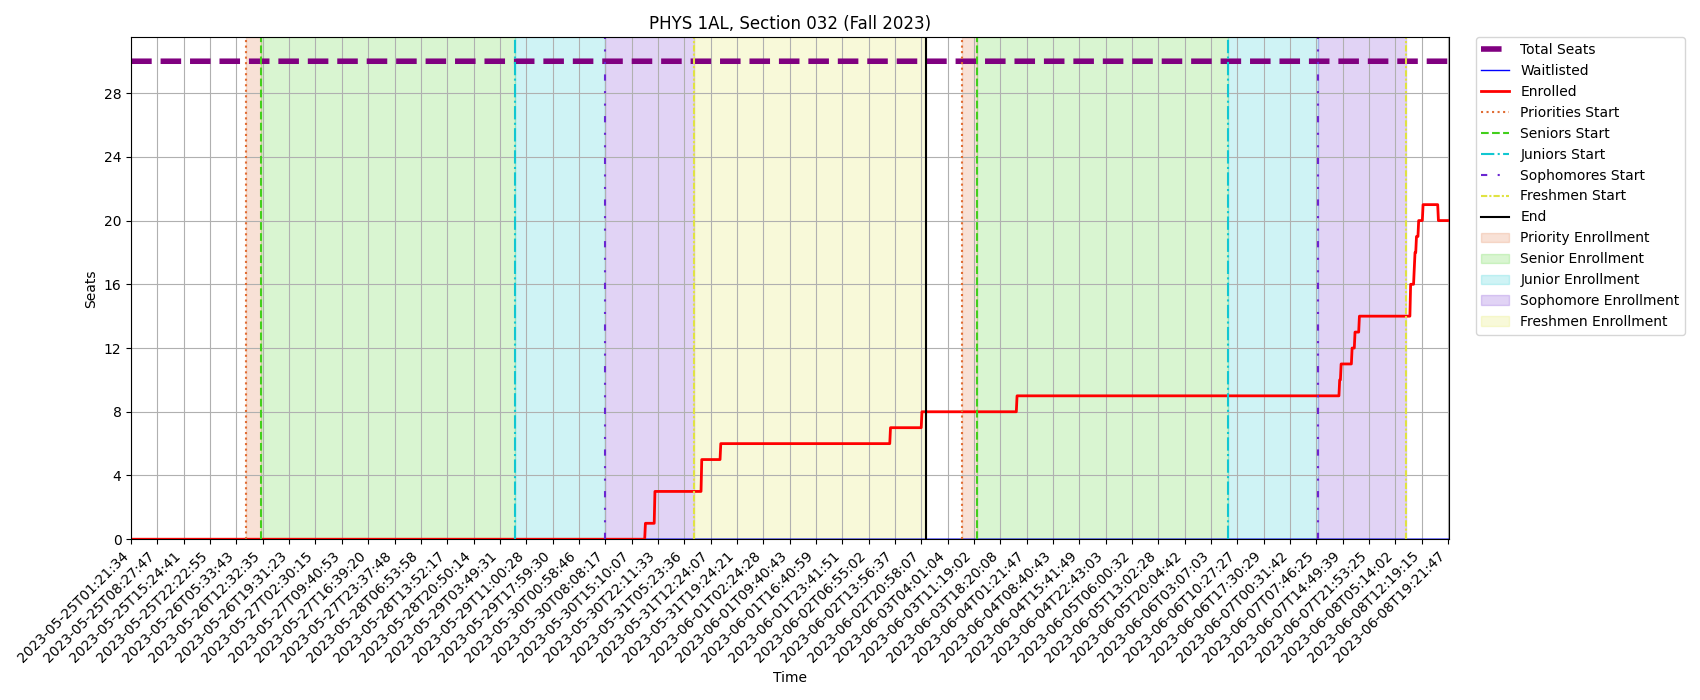 PHYS 1AL, Section 032 (Fall 2023)
Seats
28
24
20
16
12
8
4
0
2023-05-25T01:21:34
2023-05-25T08:27:47
2023-05-25T15:24:41
2023-05-25T22:22:55
2023-05-26T05:33:43
2023-05-26T12:32:35
2023-05-26T19:31:23
2023-05-27T02:30:15
2023-05-27T09:40:53
2023-05-27T16:39:20
2023-05-27T23:37:48
2023-05-28T06:53:58
2023-05-28T13:52:17
2023-05-28T20:50:14
2023-05-29T03:49:31
2023-05-29T11:00:28
2023-05-29T17:59:30
2023-05-30T00:58:46
2023-05-30T08:08:17
2023-05-30T15:10:07
2023-05-30T22:11:33
2023-05-31T05:23:36
2023-05-31T12:24:07
2023-05-31T19:24:21
2023-06-01T02:24:28
2023-06-01T09:40:43
2023-06-01T16:40:59
2023-06-01T23:41:51
2023-06-02T06:55:02
2023-06-02T13:56:37
2023-06-02T20:58:07
2023-06-03T04:01:04
2023-06-03T11:19:02
2023-06-03T18:20:08
2023-06-04T01:21:47
2023-06-04T08:40:43
2023-06-04T15:41:49
2023-06-04T22:43:03
2023-06-05T06:00:32
2023-06-05T13:02:28
2023-06-05T20:04:42
2023-06-06T03:07:03
2023-06-06T10:27:27
2023-06-06T17:30:29
2023-06-07T00:31:42
2023-06-07T07:46:25
2023-06-07T14:49:39
2023-06-07T21:53:25
2023-06-08T05:14:02
2023-06-08T12:19:15
2023-06-08T19:21:47
Time
Total Seats
Waitlisted
Enrolled
Priorities Start
Seniors Start
Juniors Start
Sophomores Start
Freshmen Start
End
Priority Enrollment
Senior Enrollment
Junior Enrollment
Sophomore Enrollment
Freshmen Enrollment